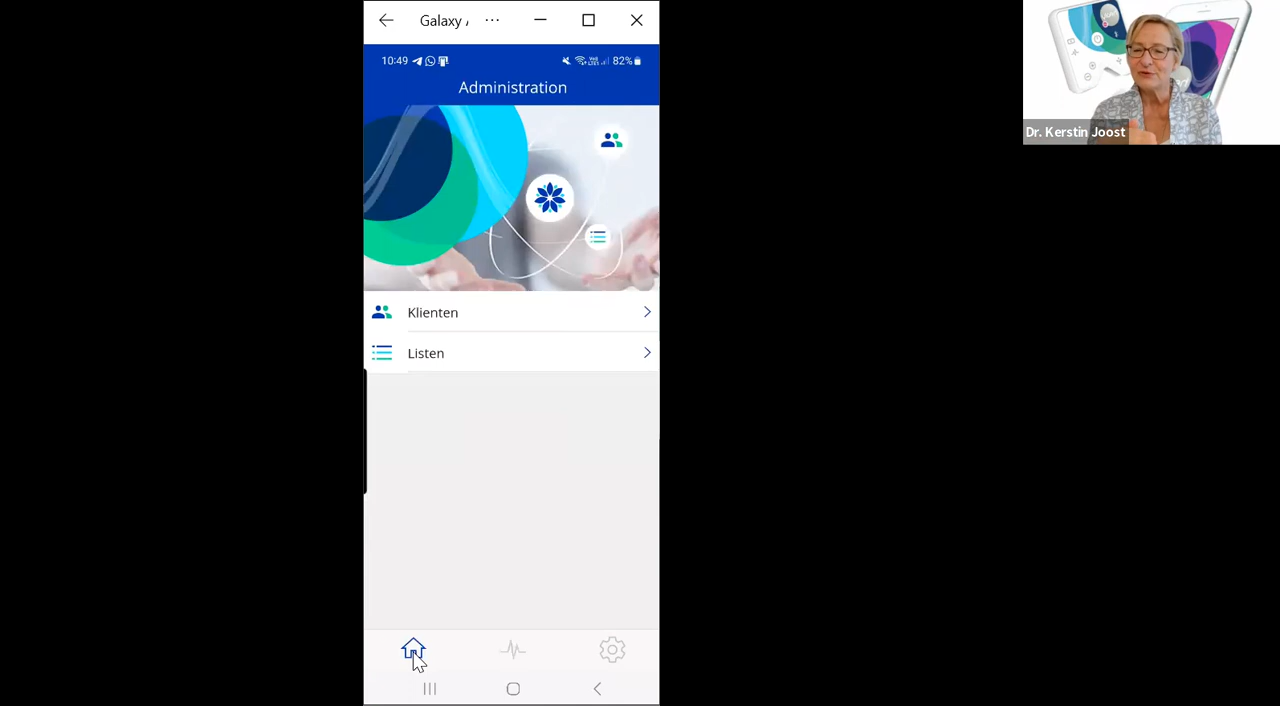 Galaxy
10:49
82%
Administration
Klienten
Listen
Dr. Kerstin Joost